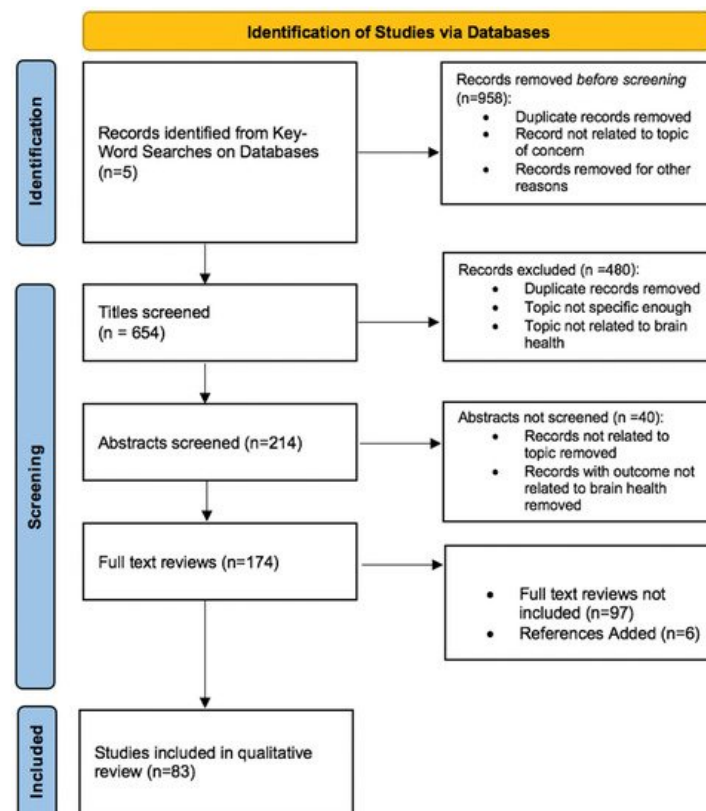 Identification of Studies via Databases
Identification
Records identified from Key-
Word Searches on Databases
(n=5)
Records removed before screening
(n=958):
• Duplicate records removed
• Record not related to topic
of concern
• Records removed for other
reasons
Screening
Titles screened
(n = 654)
Records excluded (n =480):
• Duplicate records removed
• Topic not specific enough
• Topic not related to brain
health
Abstracts screened (n=214)
Abstracts not screened (n =40):
• Records not related to
topic removed
• Records with outcome not
related to brain health
removed
Full text reviews (n=174)
• Full text reviews not
included (n=97)
• References Added (n=6)
Included
Studies included in qualitative
review (n=83)